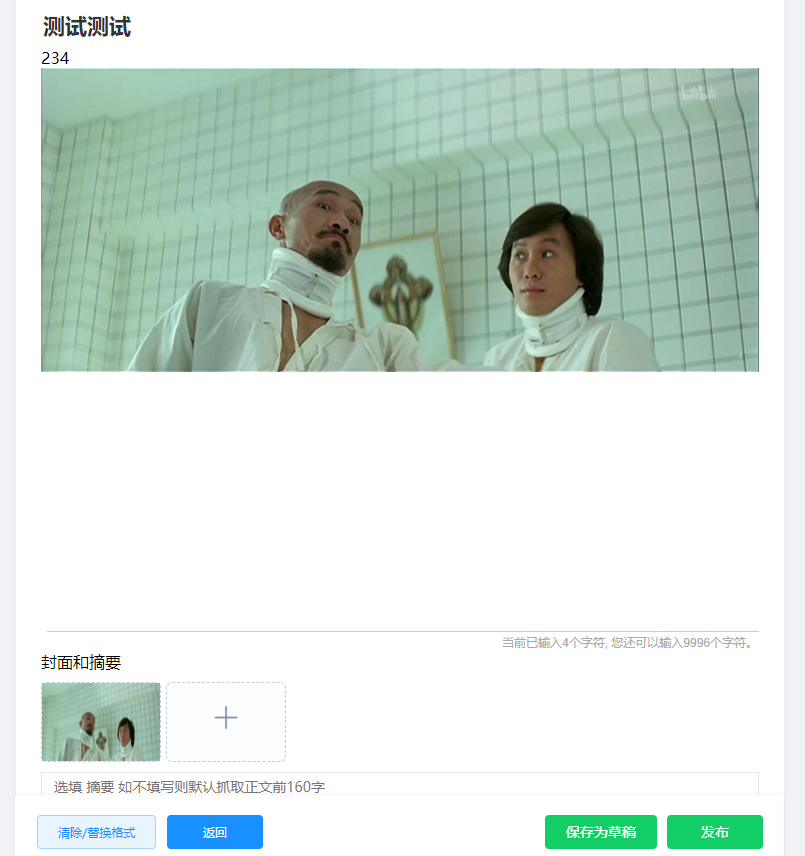 测试测试
234
bilibili
当前已输入4个字符, 您还可以输入9996个字符。
封面和摘要
选填 摘要 如不填写则默认抓取正文前160字
清除/替换格式
返回
保存为草稿
发布